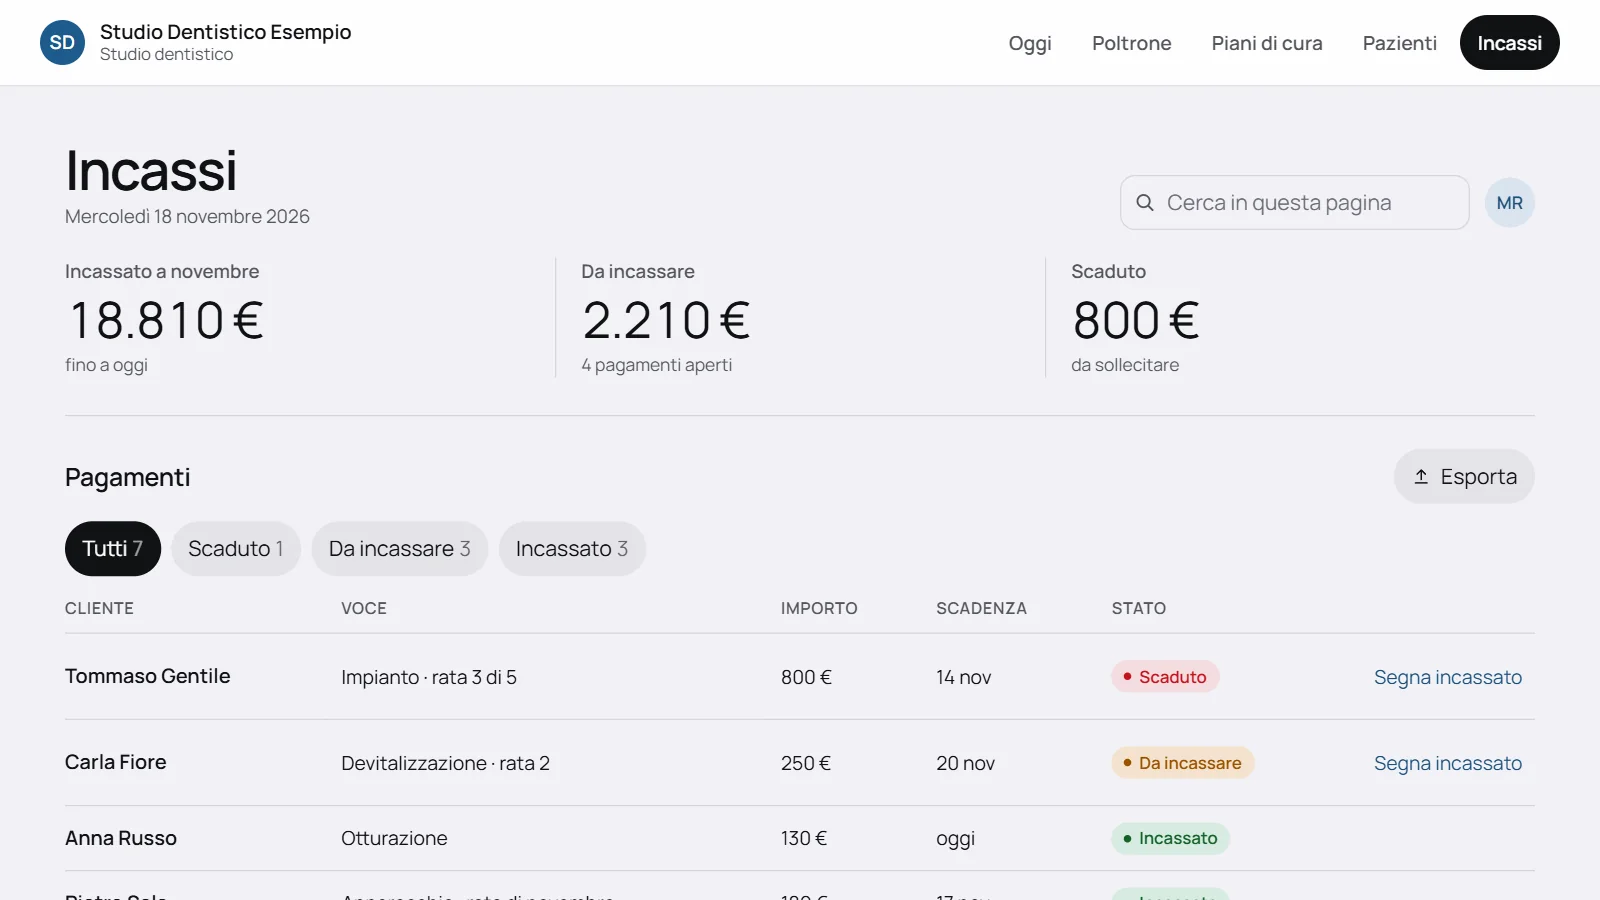 SD
Studio Dentistico Esempio
Studio dentistico
Oggi
Poltrone
Piani di cura
Pazienti
Incassi
Incassi
Mercoledì 18 novembre 2026
Cerca in questa pagina
MR
Incassato a novembre
18.810 €
fino a oggi
Da incassare
2.210 €
4 pagamenti aperti
Scaduto
800 €
da sollecitare
Pagamenti
Esporta
Tutti 7
Scaduto 1
Da incassare 3
Incassato 3
CLIENTE VOCE IMPORTO SCADENZA STATO
Tommaso Gentile Impianto · rata 3 di 5 800 € 14 nov Scaduto Segna incassato
Carla Fiore Devitalizzazione · rata 2 250 € 20 nov Da incassare Segna incassato
Anna Russo Otturazione 130 € oggi Incassato